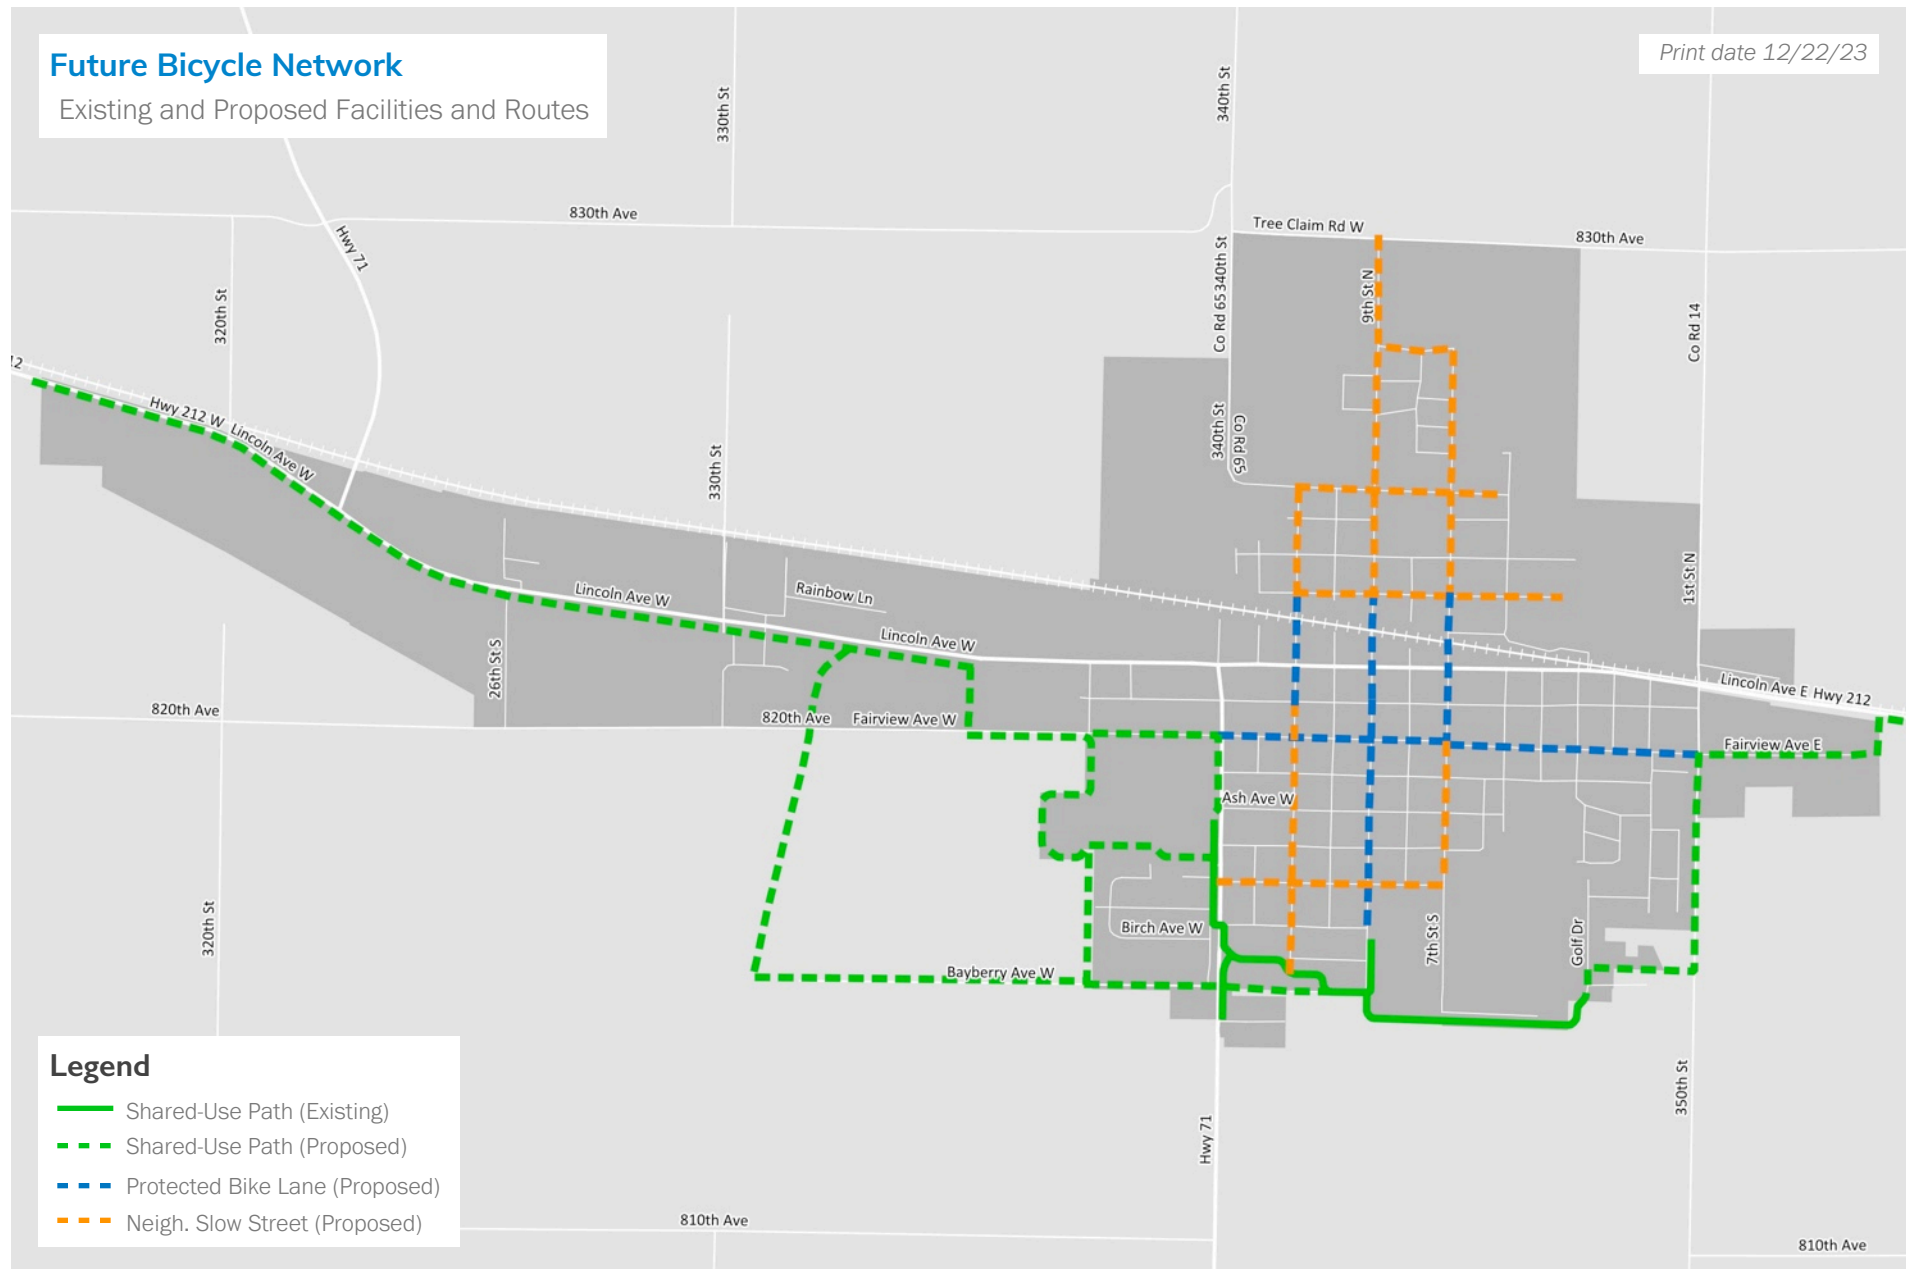 Future Bicycle Network
Existing and Proposed Facilities and Routes
Print date 12/22/23
330th St
340th St
830th Ave
Tree Claim Rd W
830th Ave
Hwy 71
320th St
Co Rd 65
340th St
9th St N
Co Rd 14
12
Hwy 212 W
Lincoln Ave W
330th St
340th St
Co Rd 65
Lincoln Ave W
Rainbow Ln
Lincoln Ave W
1st St N
26th St S
820th Ave
820th Ave
Fairview Ave W
Lincoln Ave E
Hwy 212
Fairview Ave E
Ash Ave W
320th St
Birch Ave W
7th St S
Golf Dr
Bayberry Ave W
Hwy 71
350th St
810th Ave
810th Ave
Legend
Shared-Use Path (Existing)
Shared-Use Path (Proposed)
Protected Bike Lane (Proposed)
Neigh. Slow Street (Proposed)